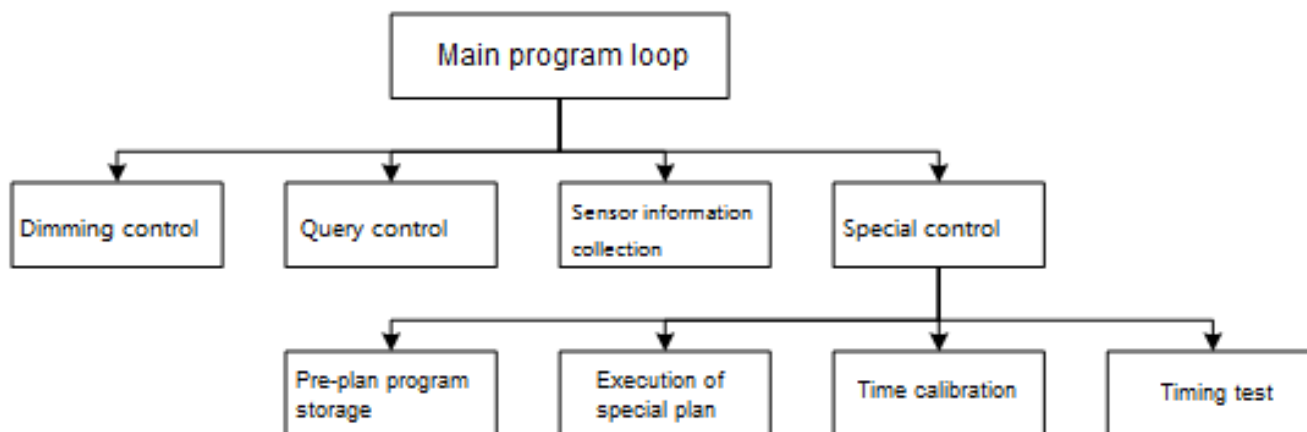 Main program loop
Dimming control
Query control
Sensor information
collection
Special control
Pre-plan program
storage
Execution of
special plan
Time calibration
Timing test